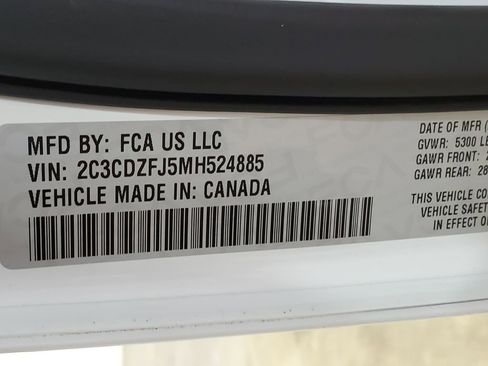 MFD BY: FCA US LLC
VIN: 2C3CDZFJ5MH524885
VEHICLE MADE IN: CANADA
DATE OF MFR
GVWR: 5300
GAWR FRONT:
GAWR REAR:
THIS VEHICLE
VEHICLE SAFETY
IN EFFECT